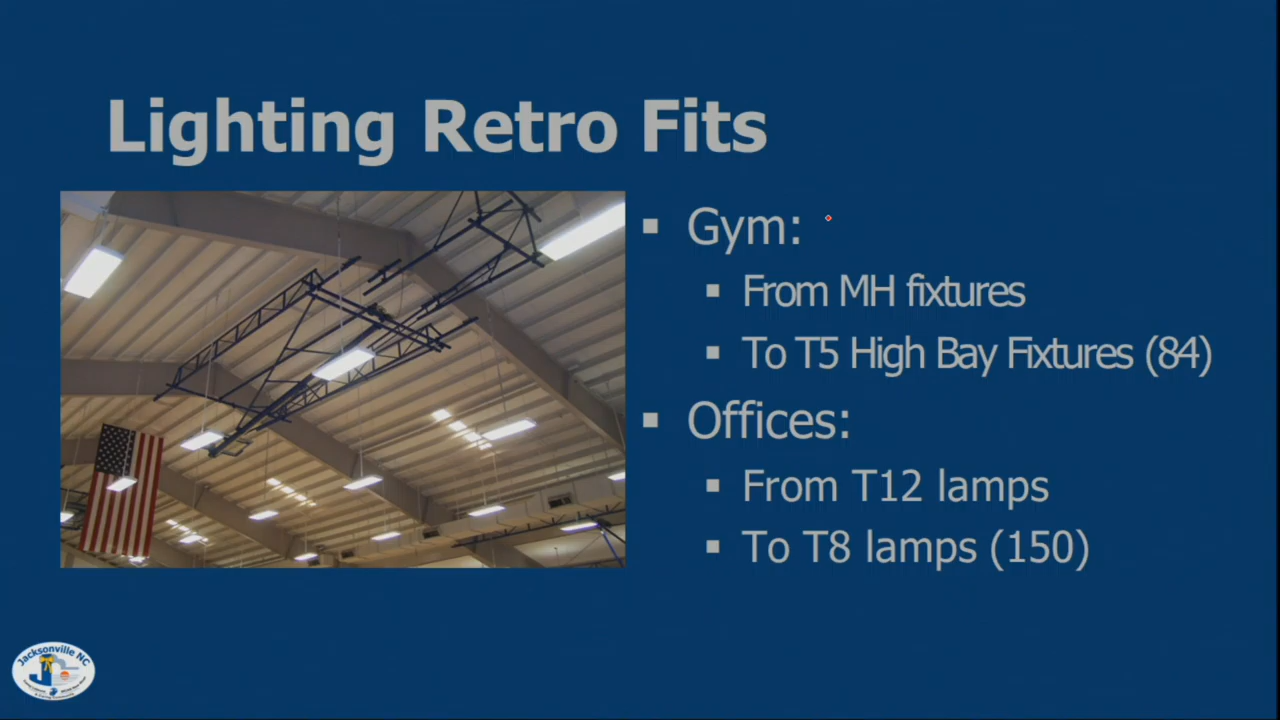 Lighting Retro Fits
Gym:
From MH fixtures
To T5 High Bay Fixtures (84)
Offices:
From T12 lamps
To T8 lamps (150)
Jacksonville NC